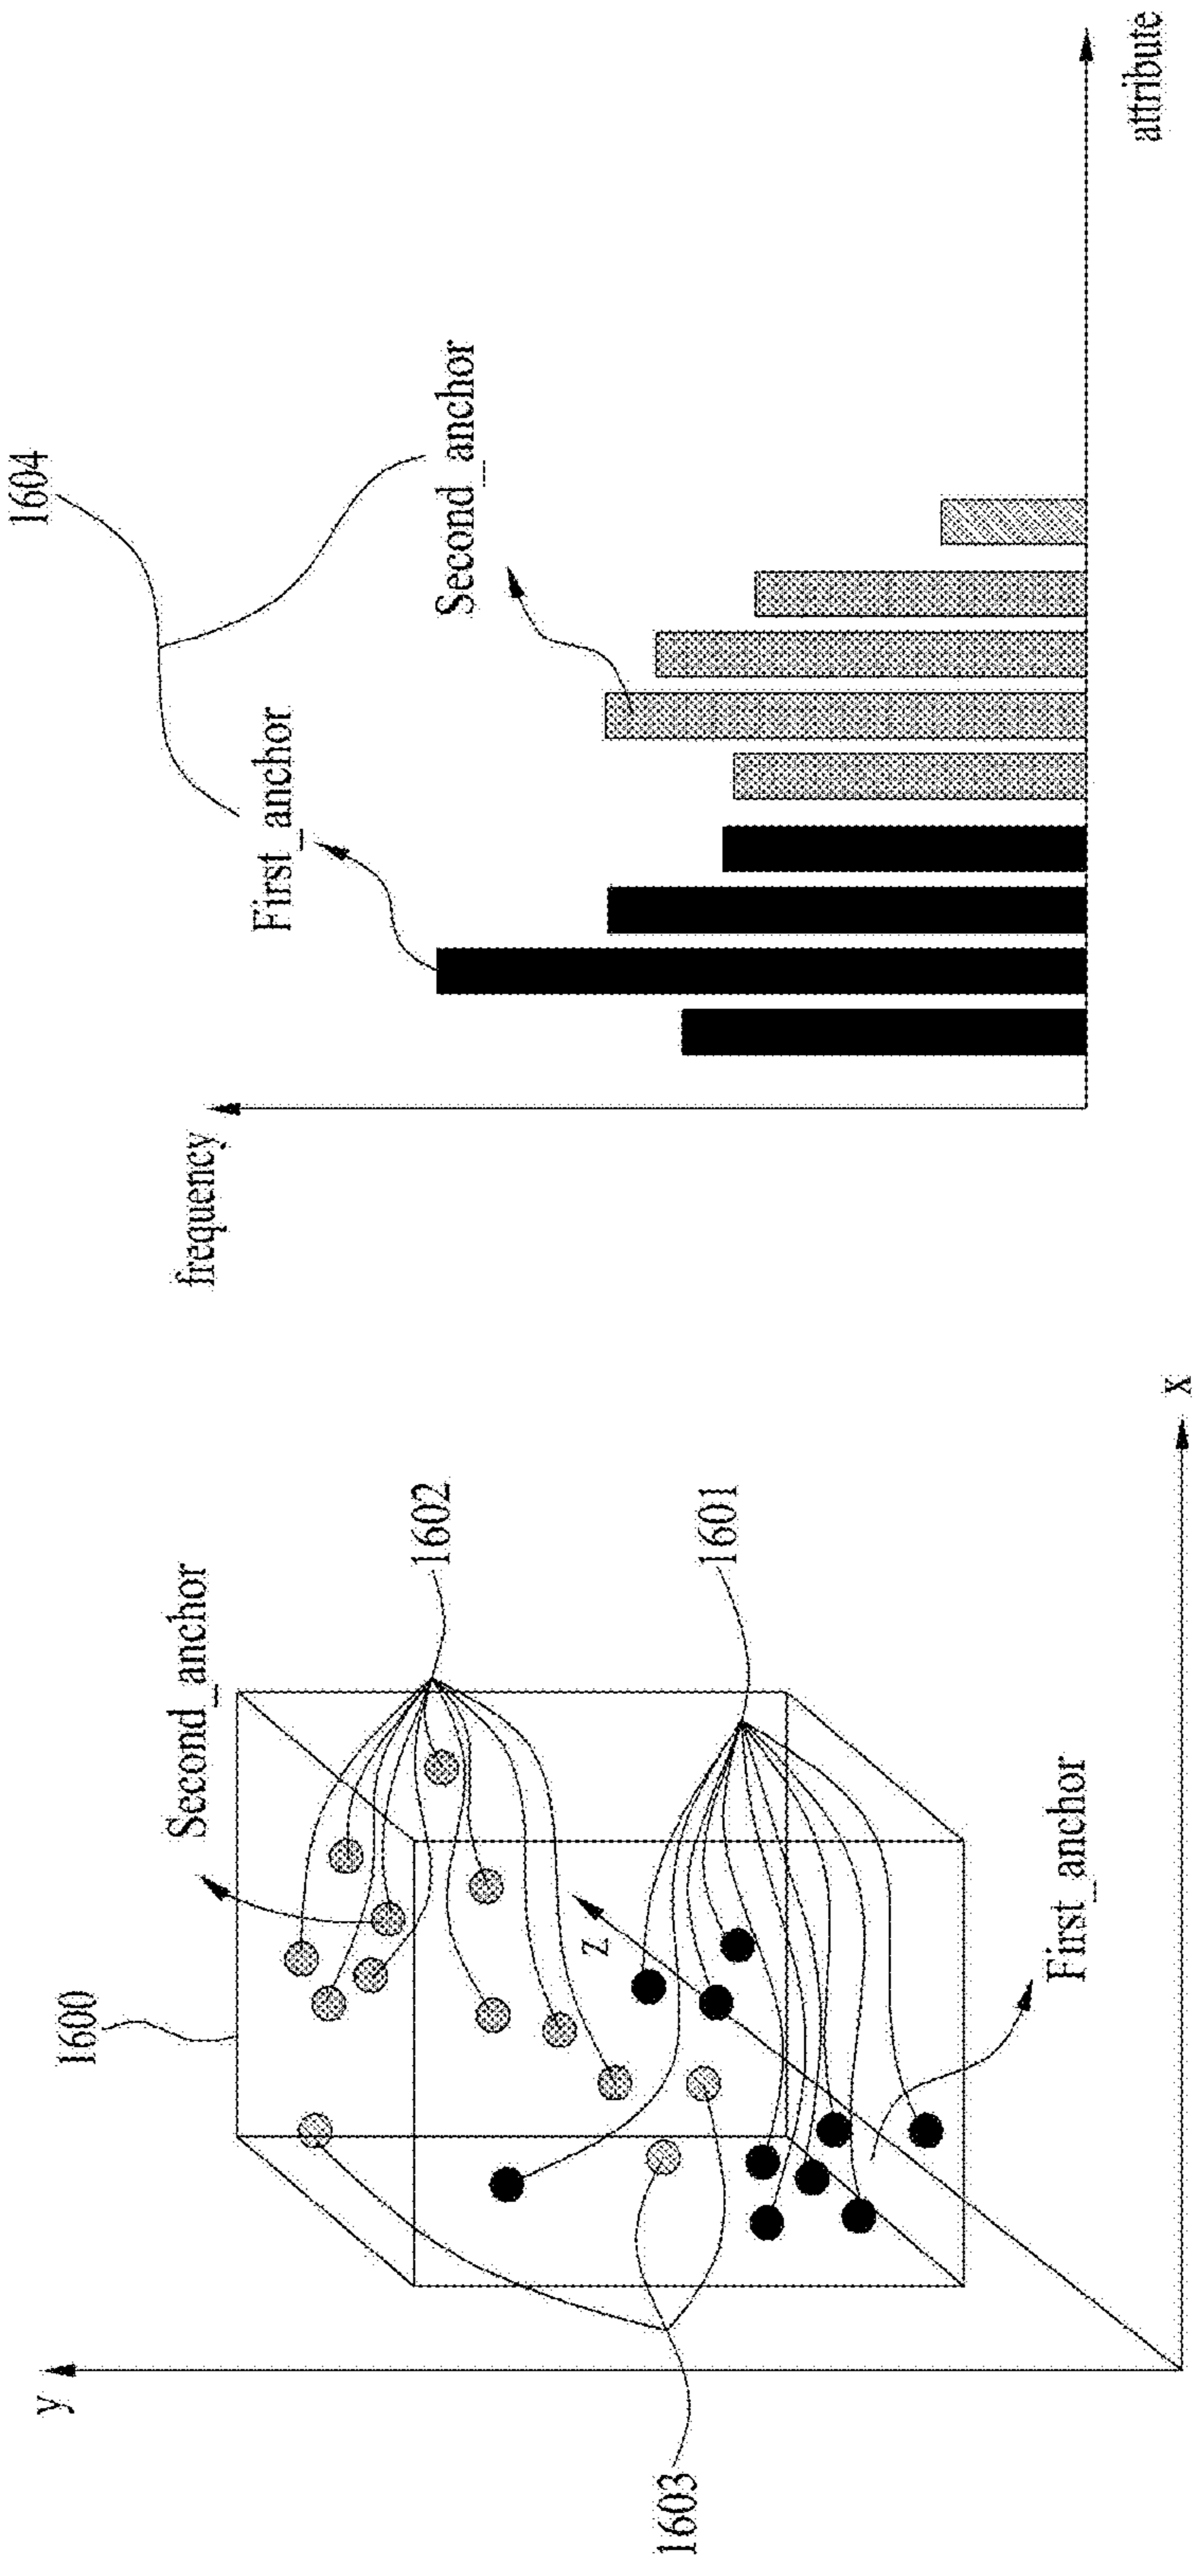 y
1600
Second_anchor
1602
1601
z
First_anchor
1603
x
frequency
1604
First_anchor
Second_anchor
attribute